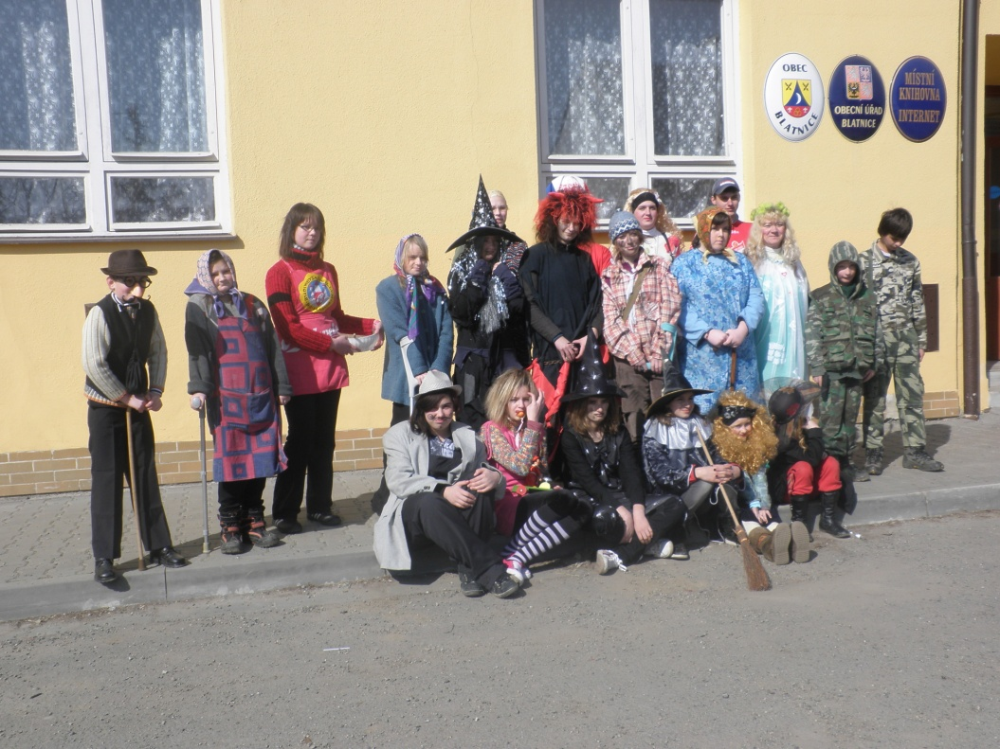 OBEC
BLATNICE
OBECNÍ ÚŘAD
BLATNICE
MÍSTNÍ
KNIHOVNA
INTERNET